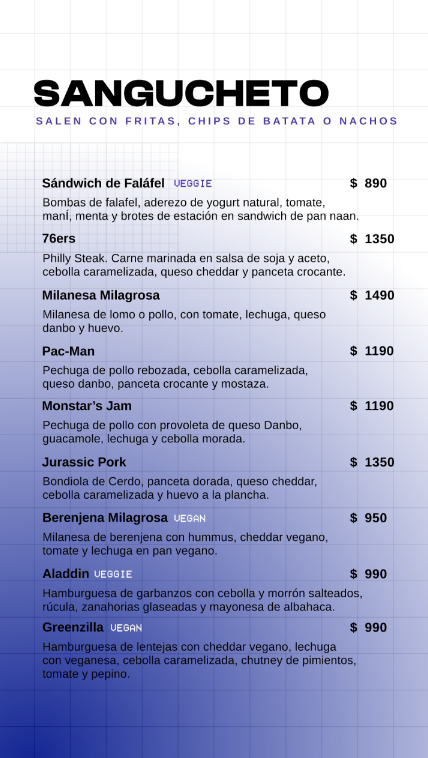 SANGUCHETO
SALEN CON FRITAS, CHIPS DE BATATA O NACHOS
Sándwich de Faláfel VEGGIE $ 890
Bombas de falafel, aderezo de yogurt natural, tomate,
manÍ, menta y brotes de estación en sandwich de pan naan.
76ers $ 1350
Philly Steak. Carne marinada en salsa de soja y aceto,
cebolla caramelizada, queso cheddar y panceta crocante.
Milanesa Milagrosa $ 1490
Milanesa de lomo o pollo, con tomate, lechuga, queso
danbo y huevo.
Pac-Man $ 1190
Pechuga de pollo rebozada, cebolla caramelizada,
queso danbo, panceta crocante y mostaza.
Monstar’s Jam $ 1190
Pechuga de pollo con provoleta de queso Danbo,
guacamole, lechuga y cebolla morada.
Jurassic Pork $ 1350
Bondiola de Cerdo, panceta dorada, queso cheddar,
cebolla caramelizada y huevo a la plancha.
Berenjena Milagrosa VEGAN $ 950
Milanesa de berenjena con hummus, cheddar vegano,
tomate y lechuga en pan vegano.
Aladdin VEGGIE $ 990
Hamburguesa de garbanzos con cebolla y morrón salteados,
rúcula, zanahorias glaseadas y mayonesa de albahaca.
Greenzilla VEGAN $ 990
Hamburguesa de lentejas con cheddar vegano, lechuga
con veganesa, cebolla caramelizada, chutney de pimientos,
tomate y pepino.